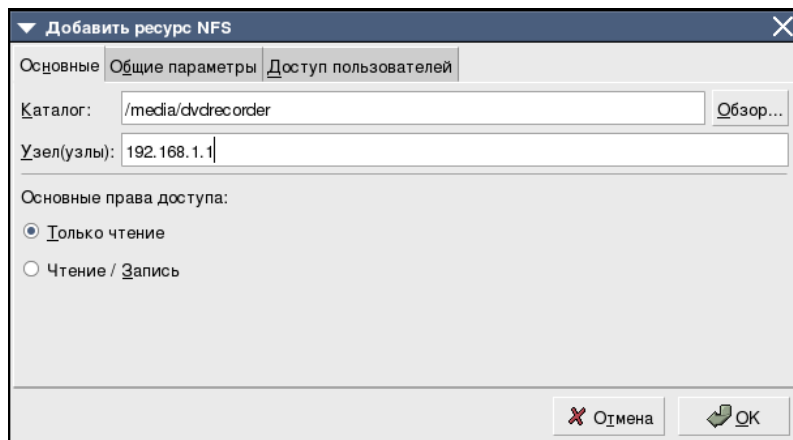 Добавить ресурс NFS
Основные Общие параметры Доступ пользователей
Каталог: /media/dvdrecorder Обзор...
Узел(узлы): 192.168.1.1
Основные права доступа:
Только чтение
Чтение / Запись
Отмена OK